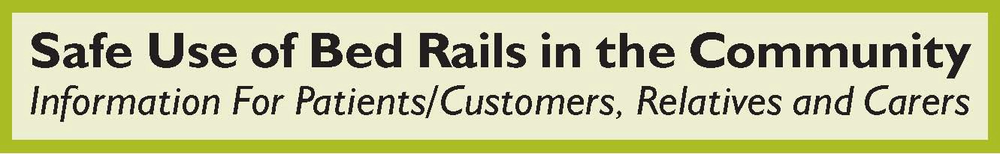 Safe Use of Bed Rails in the Community
Information For Patients/Customers, Relatives and Carers